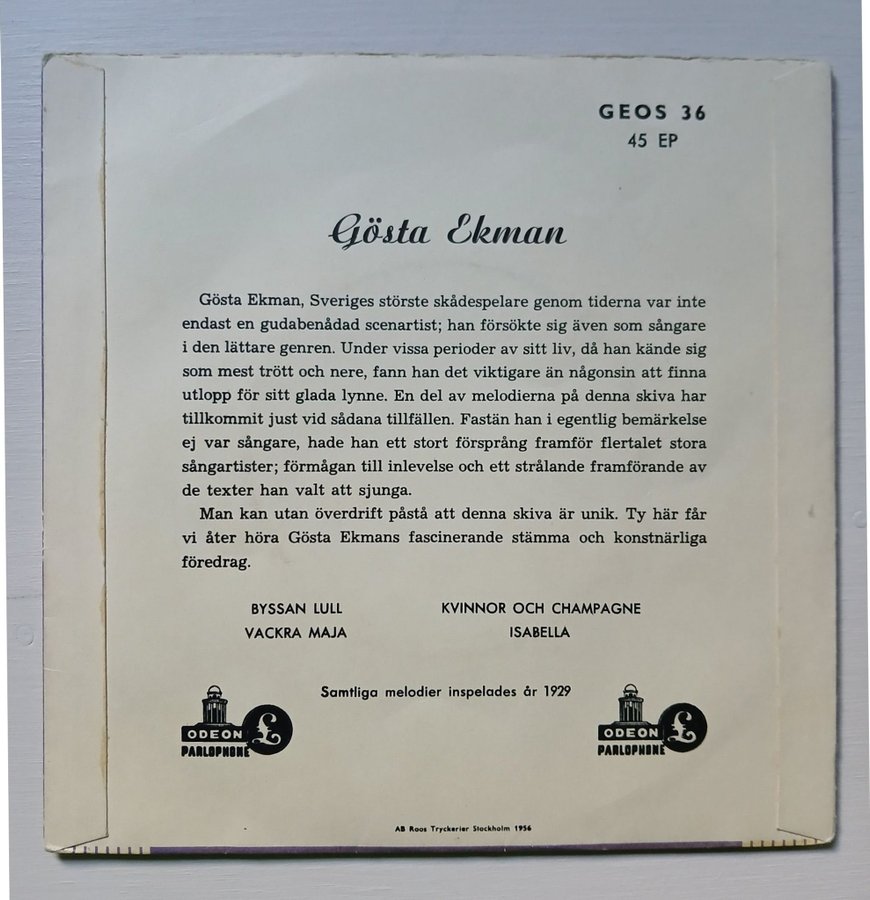 GEOS 36
45 EP
Gösta Ekman
Gösta Ekman, Sveriges störste skådespelare genom tiderna var inte
endast en gudabenådad scenartist; han försökte sig även som sångare
i den lättare genren. Under vissa perioder av sitt liv, då han kände sig
som mest trött och nere, fann han det viktigare än någonsin att finna
utlopp för sitt glada lynne. En del av melodierna på denna skiva har
tillkommit just vid sådana tillfällen. Fastän han i egentlig bemärkelse
ej var sångare, hade han ett stort försprång framför flertalet stora
sångartister; förmågan till inlevelse och ett strålande framförande av
de texter han valt att sjunga.
Man kan utan överdrift påstå att denna skiva är unik. Ty här får
vi åter höra Gösta Ekmans fascinerande stämma och konstnärliga
föredrag.
BYSSAN LULL
VACKRA MAJA
KVINNOR OCH CHAMPAGNE
ISABELLA
Samtliga melodier inspelades år 1929
ODEON £
PARLOPHONE
ODEON £
PARLOPHONE
AB Roos Tryckerier Stockholm 1956